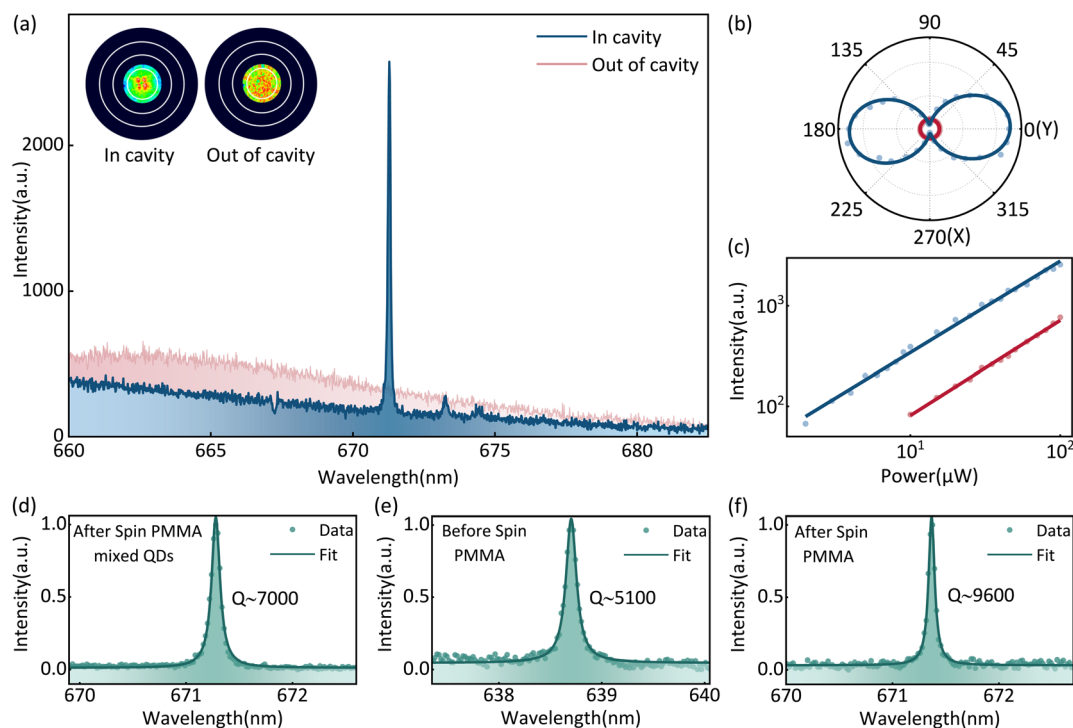 (a)
In cavity
Out of cavity
In cavity
Out of cavity
2000
1000
0
Intensity(a.u.)
660
665
670
675
680
Wavelength(nm)
(b)
90
135
45
180
0(Y)
225
315
270(X)
(c)
Intensity(a.u.)
10³
10²
10¹
10²
Power(μW)
(d)
After Spin PMMA
mixed QDs
Data
Fit
Q~7000
1.0
0.5
0.0
Intensity(a.u.)
670
671
672
Wavelength(nm)
(e)
Before Spin
PMMA
Data
Fit
Q~5100
1.0
0.5
0.0
Intensity(a.u.)
638
639
640
Wavelength(nm)
(f)
After Spin
PMMA
Data
Fit
Q~9600
1.0
0.5
0.0
Intensity(a.u.)
670
671
672
Wavelength(nm)